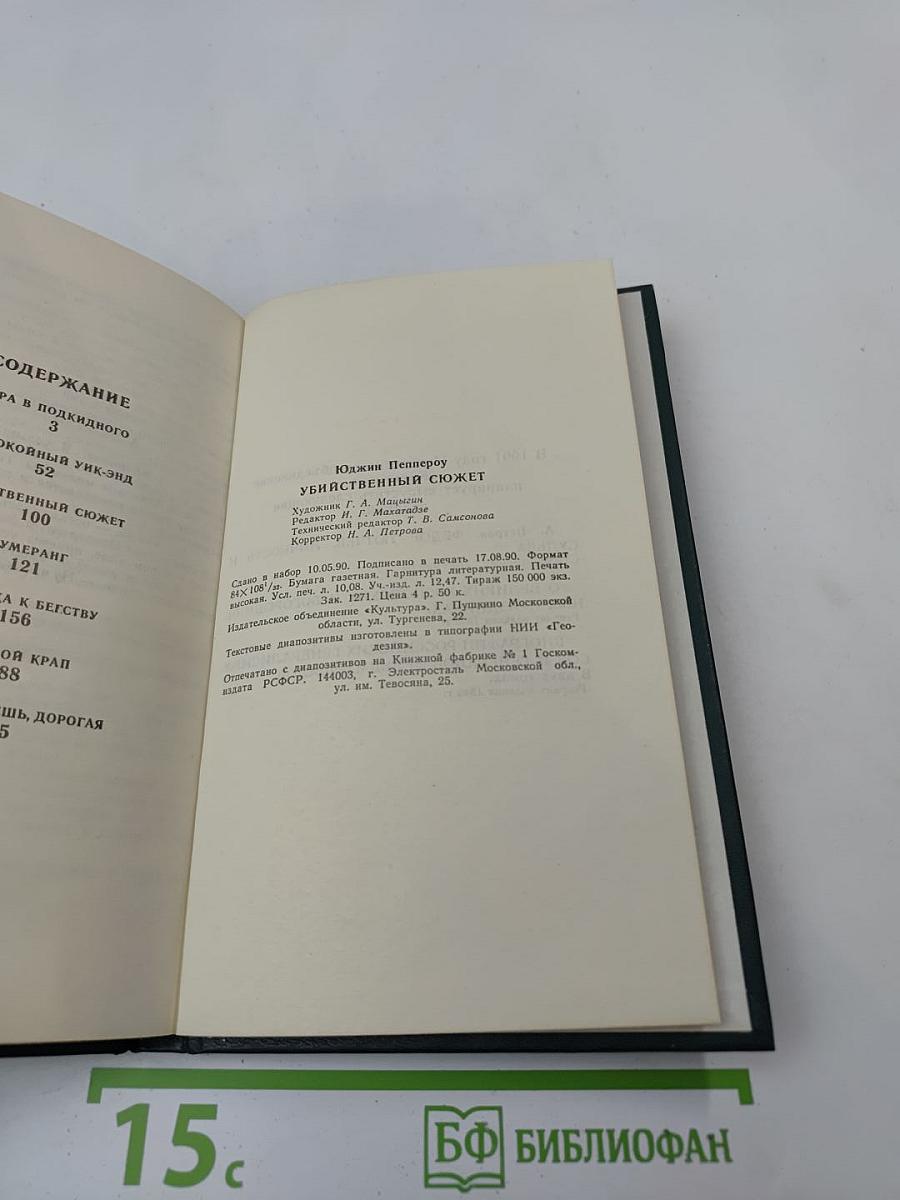 СОДЕРЖАНИЕ
РА В ПОДКИДНОГО
3
ОКОЙНЫЙ УИК-ЭНД
52
ТВЕННЫЙ СЮЖЕТ
100
УМЕРАНГ
121
КА К БЕГСТВУ
156
ОЙ КРАП
88
ЕШЬ, ДОРОГАЯ
5
Юджин Пеппероу
УБИЙСТВЕННЫЙ СЮЖЕТ
Художник Г. А. Мацыгин
Редактор И. Г. Махатадзе
Технический редактор Т. В. Самсонова
Корректор Н. А. Петрова
Сдано в набор 10.05.90. Подписано в печать 17.08.90. Формат
84×108¹/₃₂. Бумага газетная. Гарнитура литературная. Печать
высокая. Усл. печ. л. 10,08. Уч.-изд. л. 12,47. Тираж 150 000 экз.
Зак. 1271. Цена 4 р. 50 к.
Издательское объединение «Культура». Г. Пушкино Московской
области, ул. Тургенева, 22.
Текстовые диапозитивы изготовлены в типографии НИИ «Гео-
дезия».
Отпечатано с диапозитивов на Книжной фабрике № 1 Госком-
издата РСФСР. 144003, г. Электросталь Московской обл.,
ул. им. Тевосяна, 25.
15 с
БФ БИБЛИОФАН